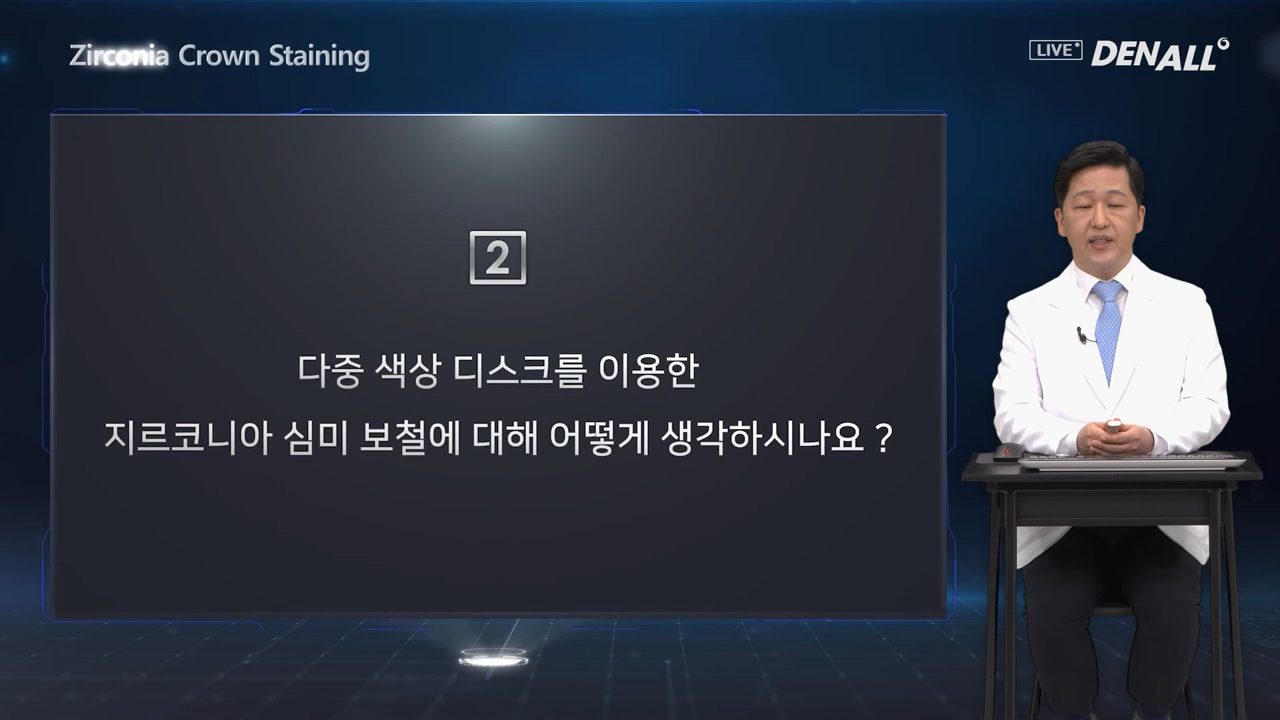 Zirconia Crown Staining
LIVE DENALL
2
다중 색상 디스크를 이용한
지르코니아 심미 보철에 대해 어떻게 생각하시나요 ?